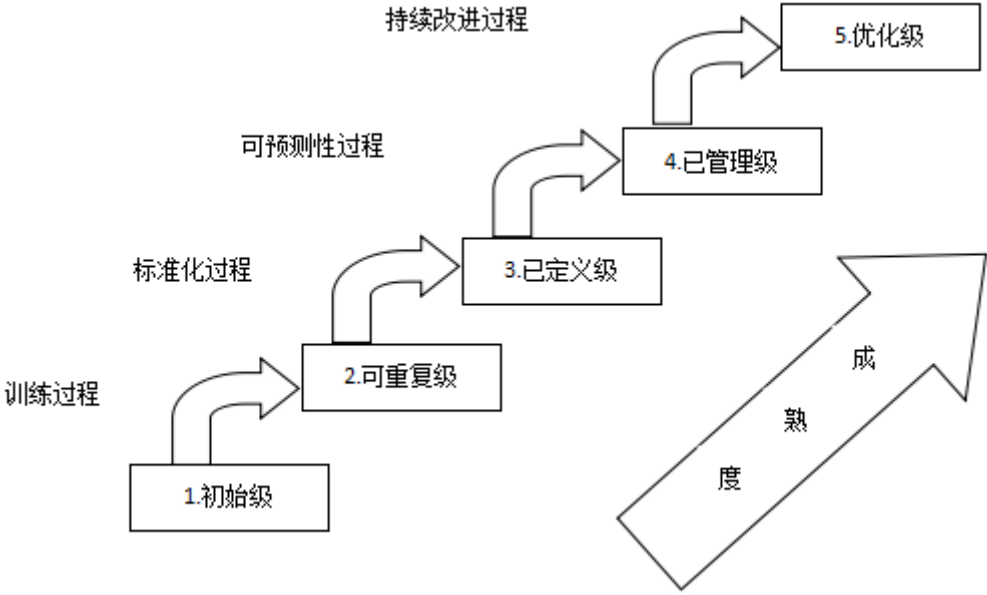 持续改进过程
5.优化级
可预测性过程
4.已管理级
标准化过程
3.已定义级
训练过程
2.可重复级
1.初始级
成
熟
度